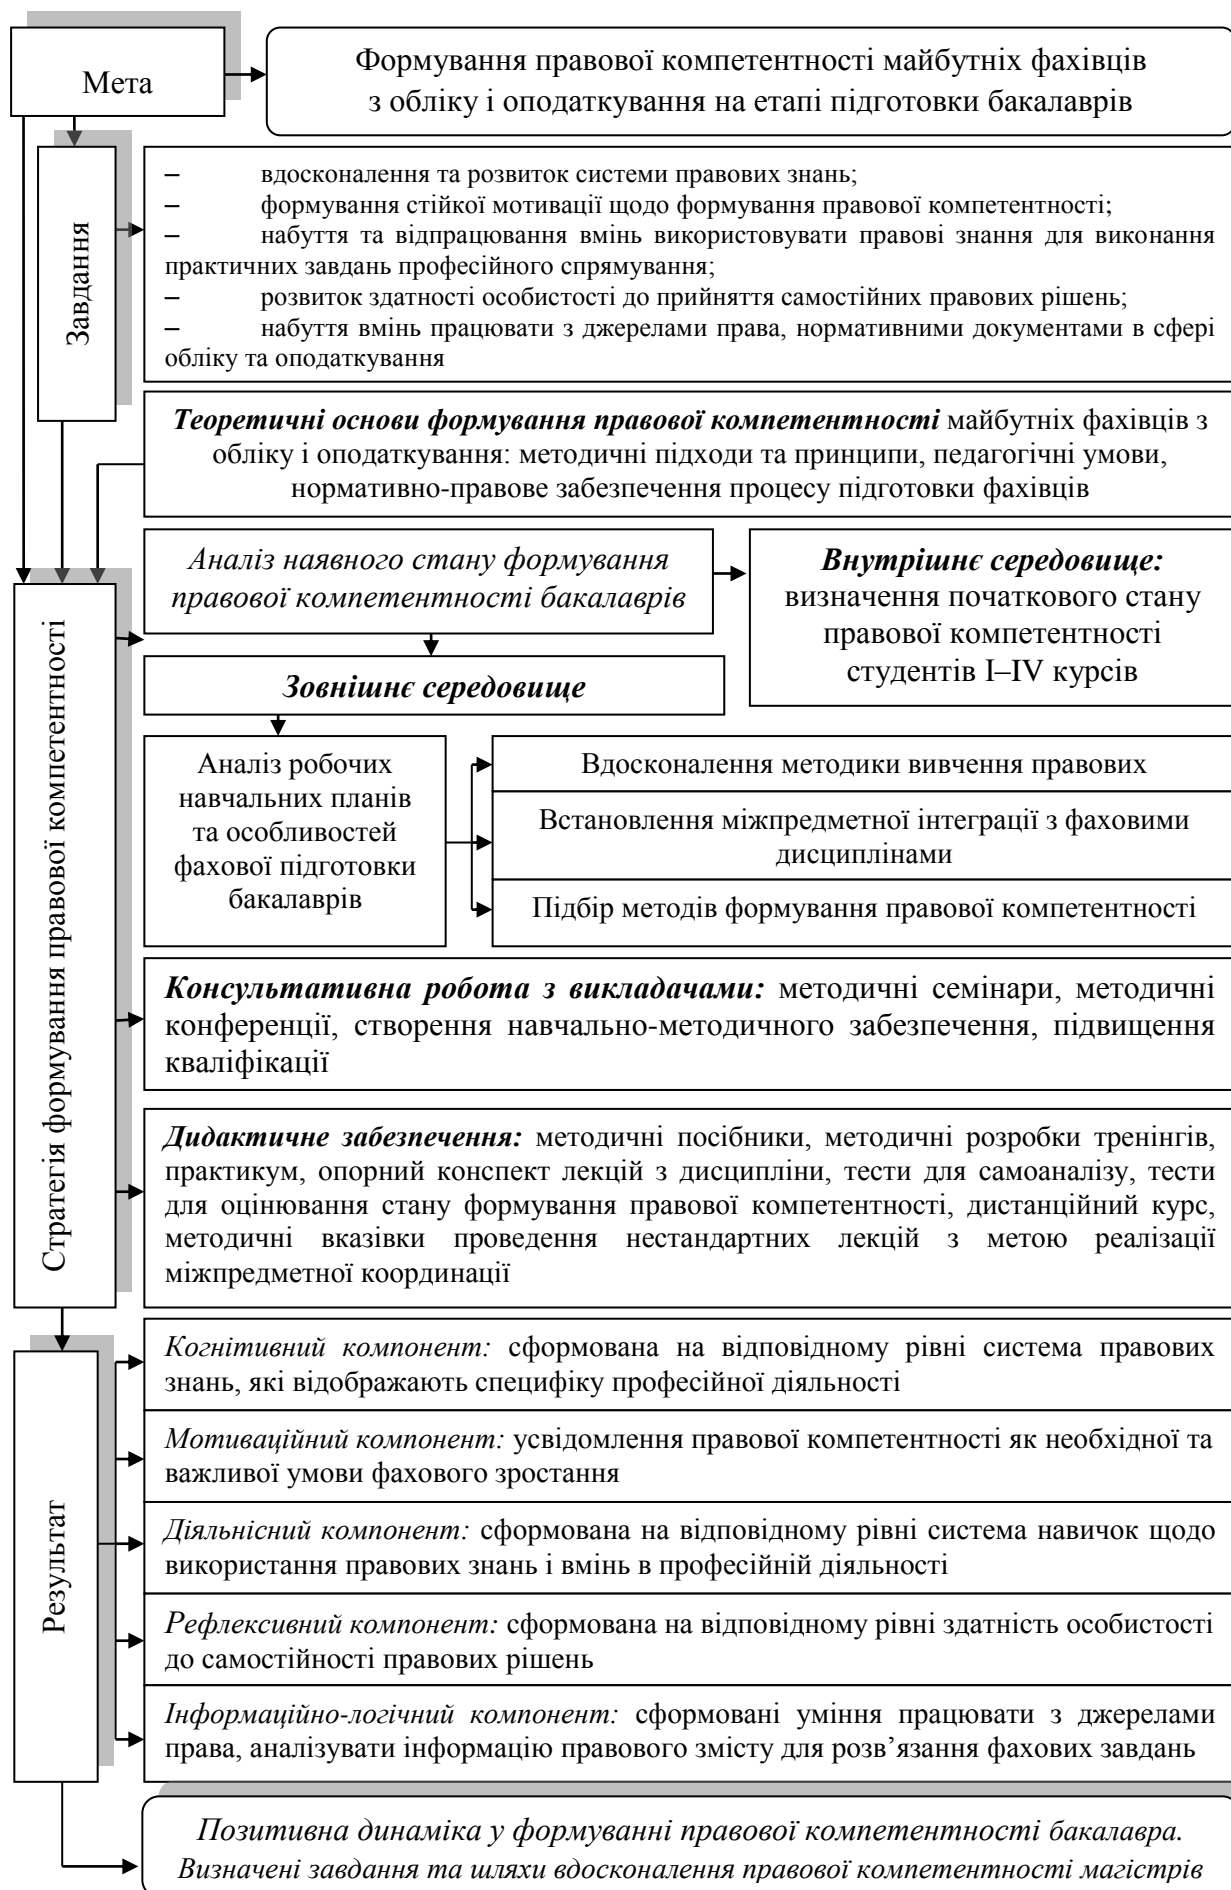 Мета
Формування правової компетентності майбутніх фахівців
з обліку і оподаткування на етапі підготовки бакалаврів
Завдання
– вдосконалення та розвиток системи правових знань;
– формування стійкої мотивації щодо формування правової компетентності;
– набуття та відпрацювання вмінь використовувати правові знання для виконання
практичних завдань професійного спрямування;
– розвиток здатності особистості до прийняття самостійних правових рішень;
– набуття вмінь працювати з джерелами права, нормативними документами в сфері
обліку та оподаткування
Теоретичні основи формування правової компетентності майбутніх фахівців з
обліку і оподаткування: методичні підходи та принципи, педагогічні умови,
нормативно-правове забезпечення процесу підготовки фахівців
Стратегія формування правової компетентності
Аналіз наявного стану формування
правової компетентності бакалаврів
Внутрішнє середовище:
визначення початкового стану
правової компетентності
студентів І–ІV курсів
Зовнішнє середовище
Аналіз робочих
навчальних планів
та особливостей
фахової підготовки
бакалаврів
Вдосконалення методики вивчення правових
Встановлення міжпредметної інтеграції з фаховими
дисциплінами
Підбір методів формування правової компетентності
Консультативна робота з викладачами: методичні семінари, методичні
конференції, створення навчально-методичного забезпечення, підвищення
кваліфікації
Дидактичне забезпечення: методичні посібники, методичні розробки тренінгів,
практикум, опорний конспект лекцій з дисципліни, тести для самоаналізу, тести
для оцінювання стану формування правової компетентності, дистанційний курс,
методичні вказівки проведення нестандартних лекцій з метою реалізації
міжпредметної координації
Результат
Когнітивний компонент: сформована на відповідному рівні система правових
знань, які відображають специфіку професійної діяльності
Мотиваційний компонент: усвідомлення правової компетентності як необхідної та
важливої умови фахового зростання
Діяльнісний компонент: сформована на відповідному рівні система навичок щодо
використання правових знань і вмінь в професійній діяльності
Рефлексивний компонент: сформована на відповідному рівні здатність особистості
до самостійності правових рішень
Інформаційно-логічний компонент: сформовані уміння працювати з джерелами
права, аналізувати інформацію правового змісту для розв’язання фахових завдань
Позитивна динаміка у формуванні правової компетентності бакалавра.
Визначені завдання та шляхи вдосконалення правової компетентності магістрів